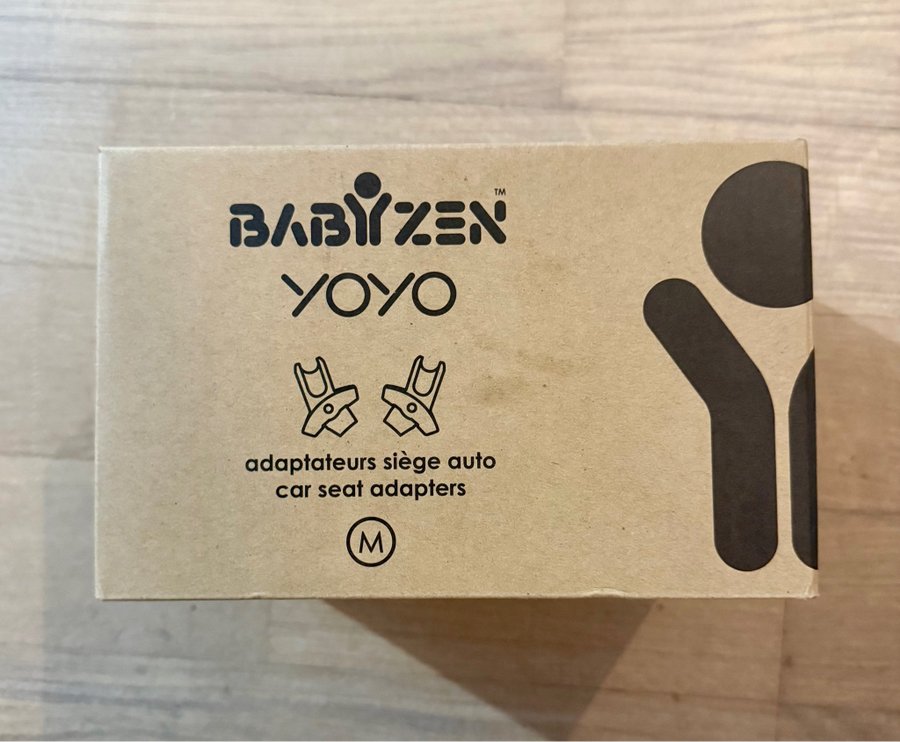 BABYZEN™
YOYO
adaptateurs siège auto
car seat adapters
M